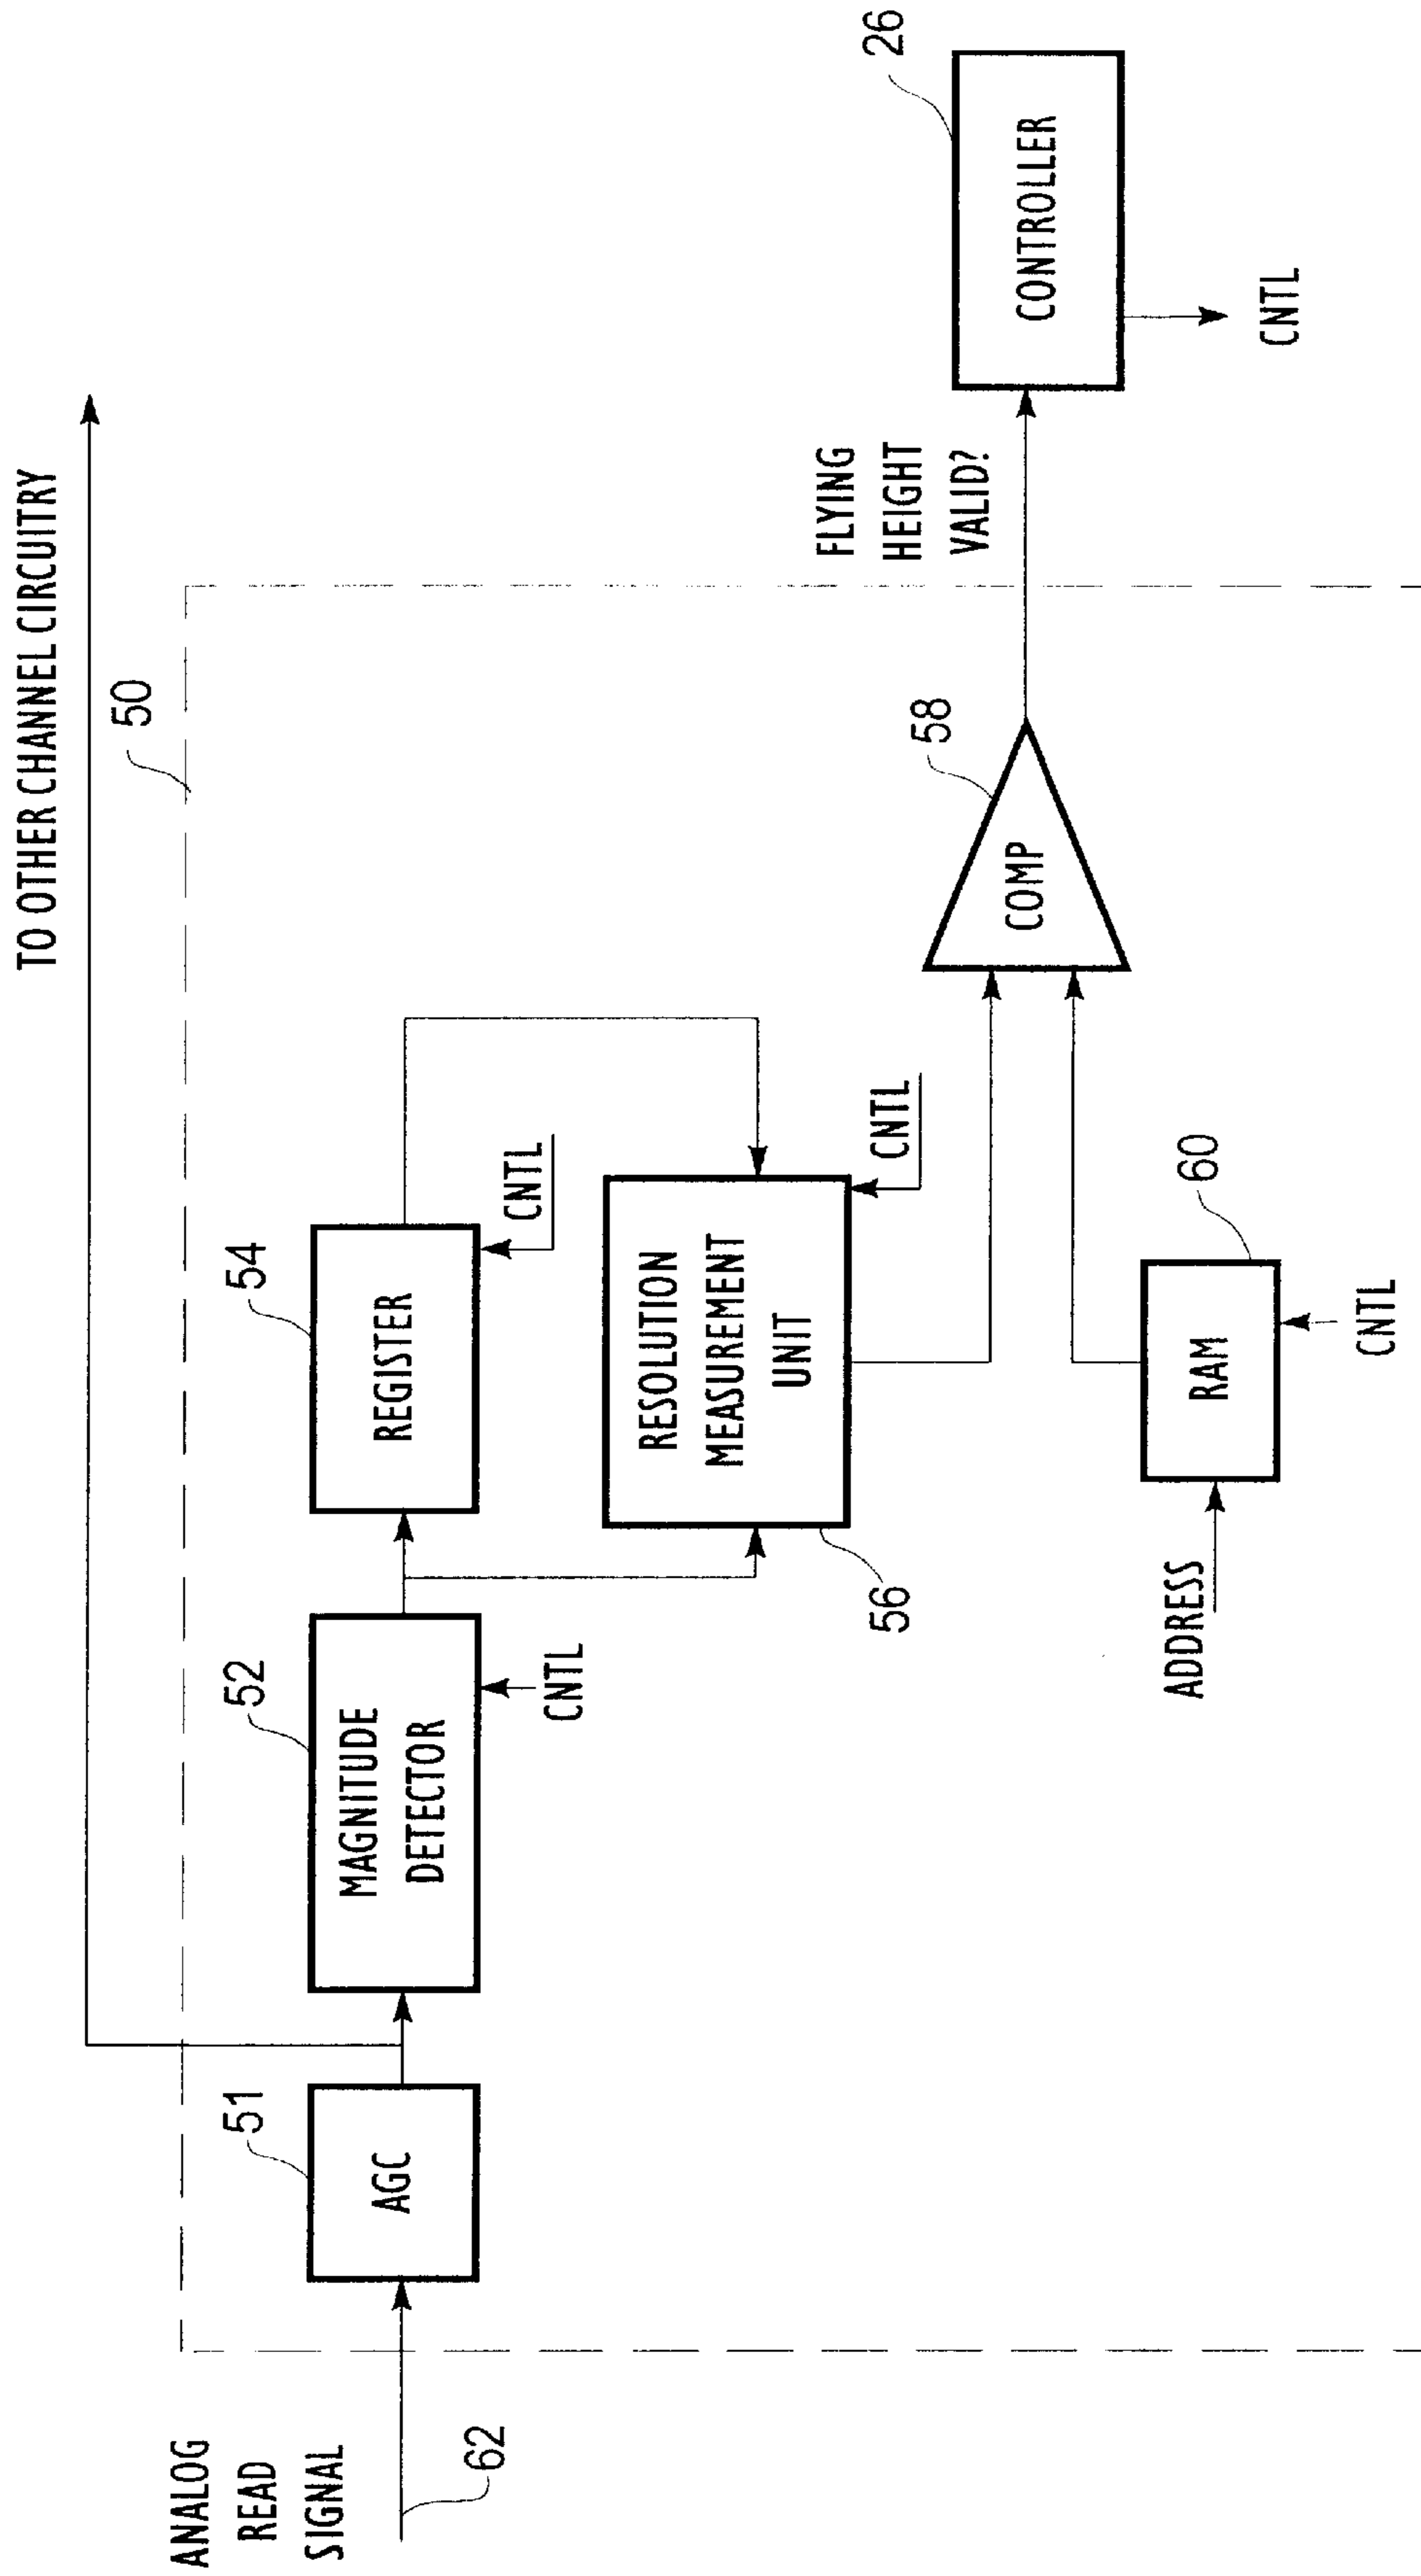 TO OTHER CHANNEL CIRCUITRY
50
ANALOG
READ
SIGNAL
62
51
AGC
52
MAGNITUDE
DETECTOR
CNTL
54
REGISTER
CNTL
56
RESOLUTION
MEASUREMENT
UNIT
CNTL
ADDRESS
60
RAM
CNTL
58
COMP
FLYING
HEIGHT
VALID?
26
CONTROLLER
CNTL